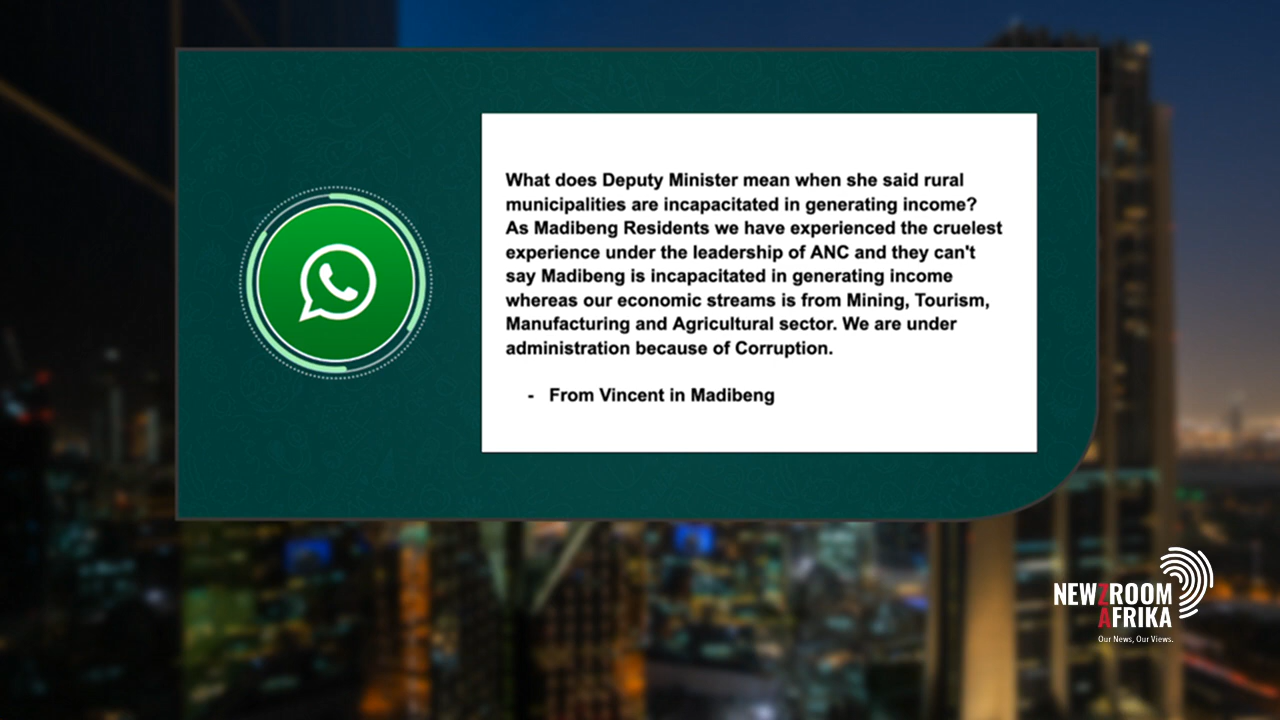 What does Deputy Minister mean when she said rural
municipalities are incapacitated in generating income?
As Madibeng Residents we have experienced the cruelest
experience under the leadership of ANC and they can't
say Madibeng is incapacitated in generating income
whereas our economic streams is from Mining, Tourism,
Manufacturing and Agricultural sector. We are under
administration because of Corruption.
- From Vincent in Madibeng
NEWZROOM
AFRIKA
Our News, Our Views.